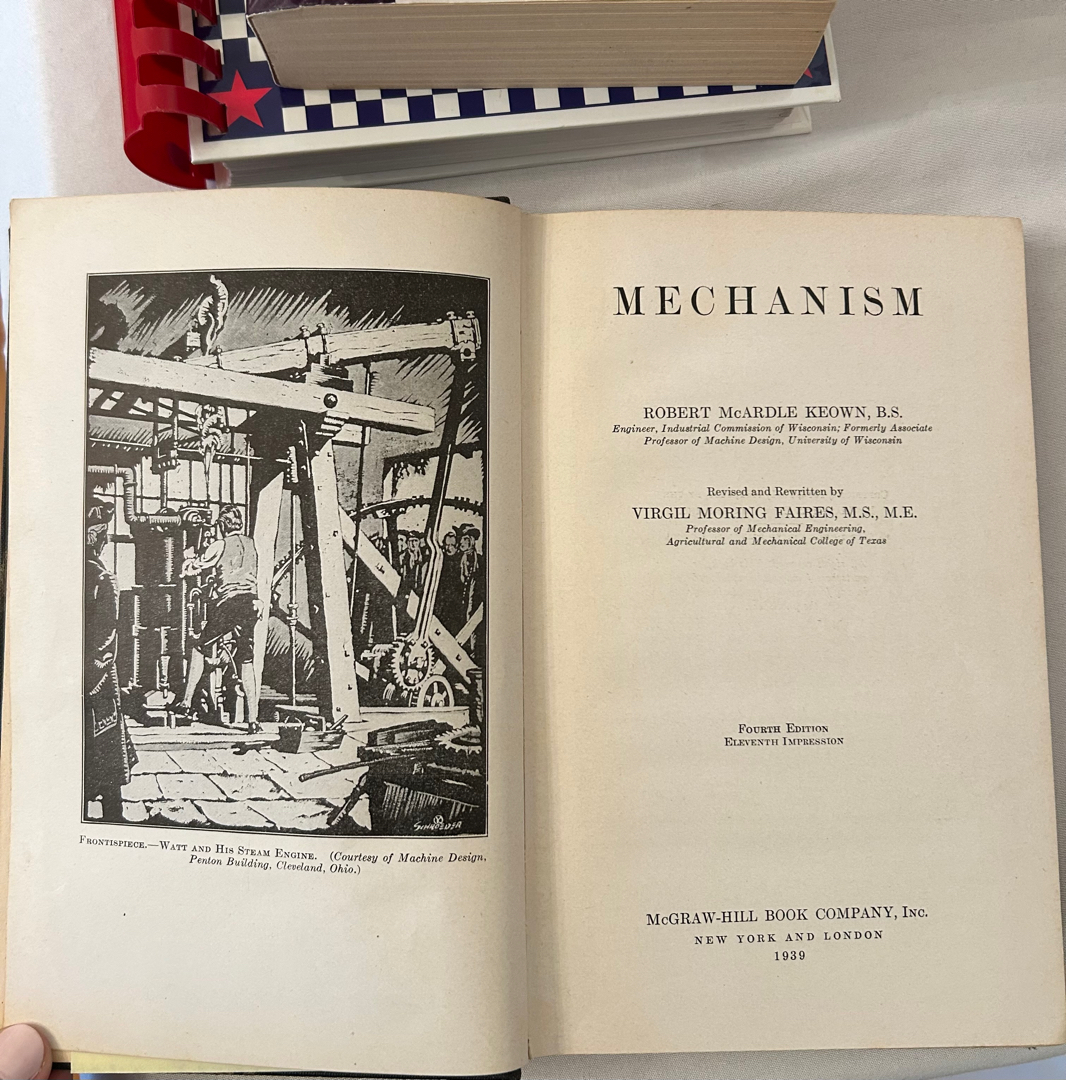 FRONTISPIECE.—WATT AND HIS STEAM ENGINE. (Courtesy of Machine Design,
Penton Building, Cleveland, Ohio.)
MECHANISM
ROBERT McARDLE KEOWN, B.S.
Engineer, Industrial Commission of Wisconsin; Formerly Associate
Professor of Machine Design, University of Wisconsin
Revised and Rewritten by
VIRGIL MORING FAIRES, M.S., M.E.
Professor of Mechanical Engineering,
Agricultural and Mechanical College of Texas
FOURTH EDITION
ELEVENTH IMPRESSION
McGRAW-HILL BOOK COMPANY, INC.
NEW YORK AND LONDON
1939